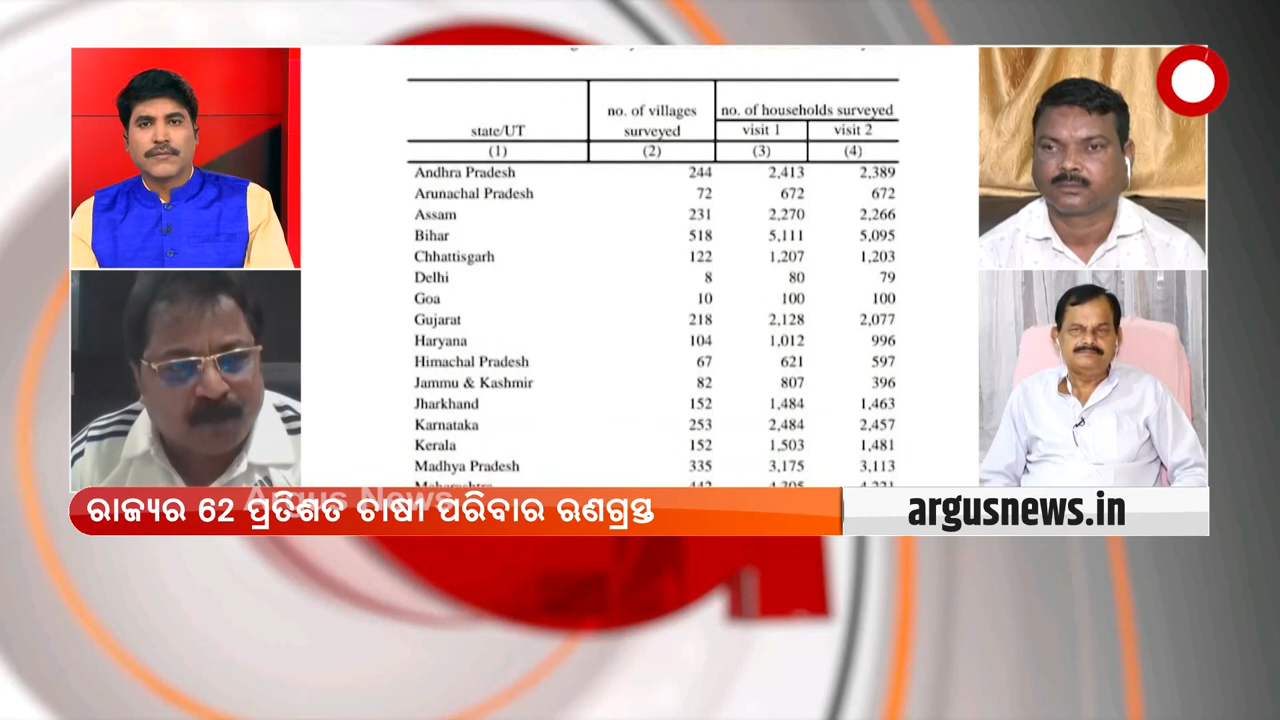 no. of villages surveyed
no. of households surveyed
state/UT visit 1 visit 2
(1) (2) (3) (4)
Andhra Pradesh 244 2,413 2,389
Arunachal Pradesh 72 672 672
Assam 231 2,270 2,266
Bihar 518 5,111 5,095
Chhattisgarh 122 1,207 1,203
Delhi 8 80 79
Goa 10 100 100
Gujarat 218 2,128 2,077
Haryana 104 1,012 996
Himachal Pradesh 67 621 597
Jammu & Kashmir 82 807 396
Jharkhand 152 1,484 1,463
Karnataka 253 2,484 2,457
Kerala 152 1,503 1,481
Madhya Pradesh 335 3,175 3,113
Argus News
ରାଜ୍ୟର 62 ପ୍ରତିଶତ ଚାଷୀ ପରିବାର ଋଣଗ୍ରସ୍ତ
argusnews.in